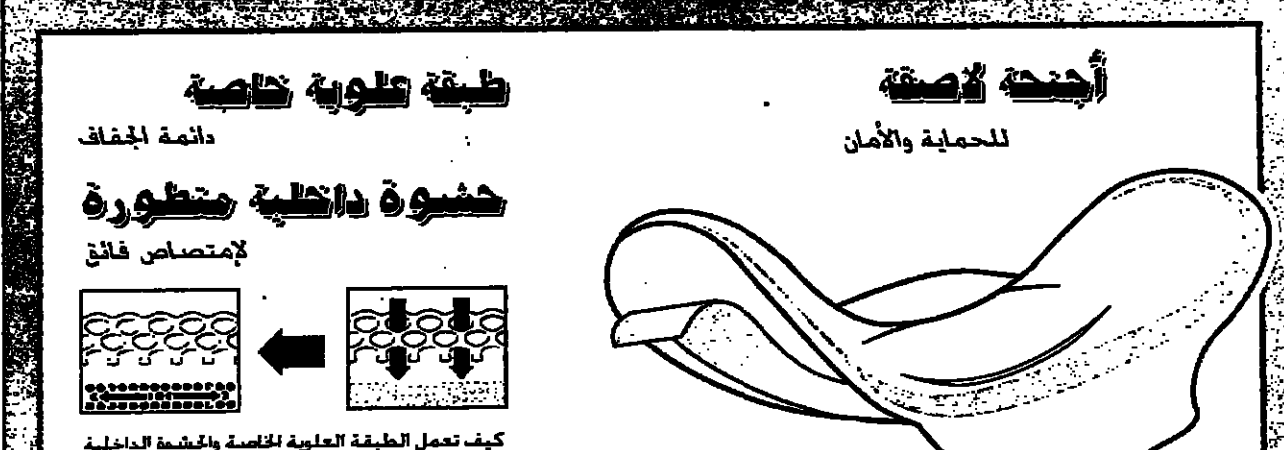 أجنحة لاصقة
للحماية والأمان
طبقة علوية خاصة
دائمة الجفاف
حشوة داخلية متطورة
لإمتصاص فائق
كيف تعمل الطبقة العلوية الخاصة والحشوة الداخلية